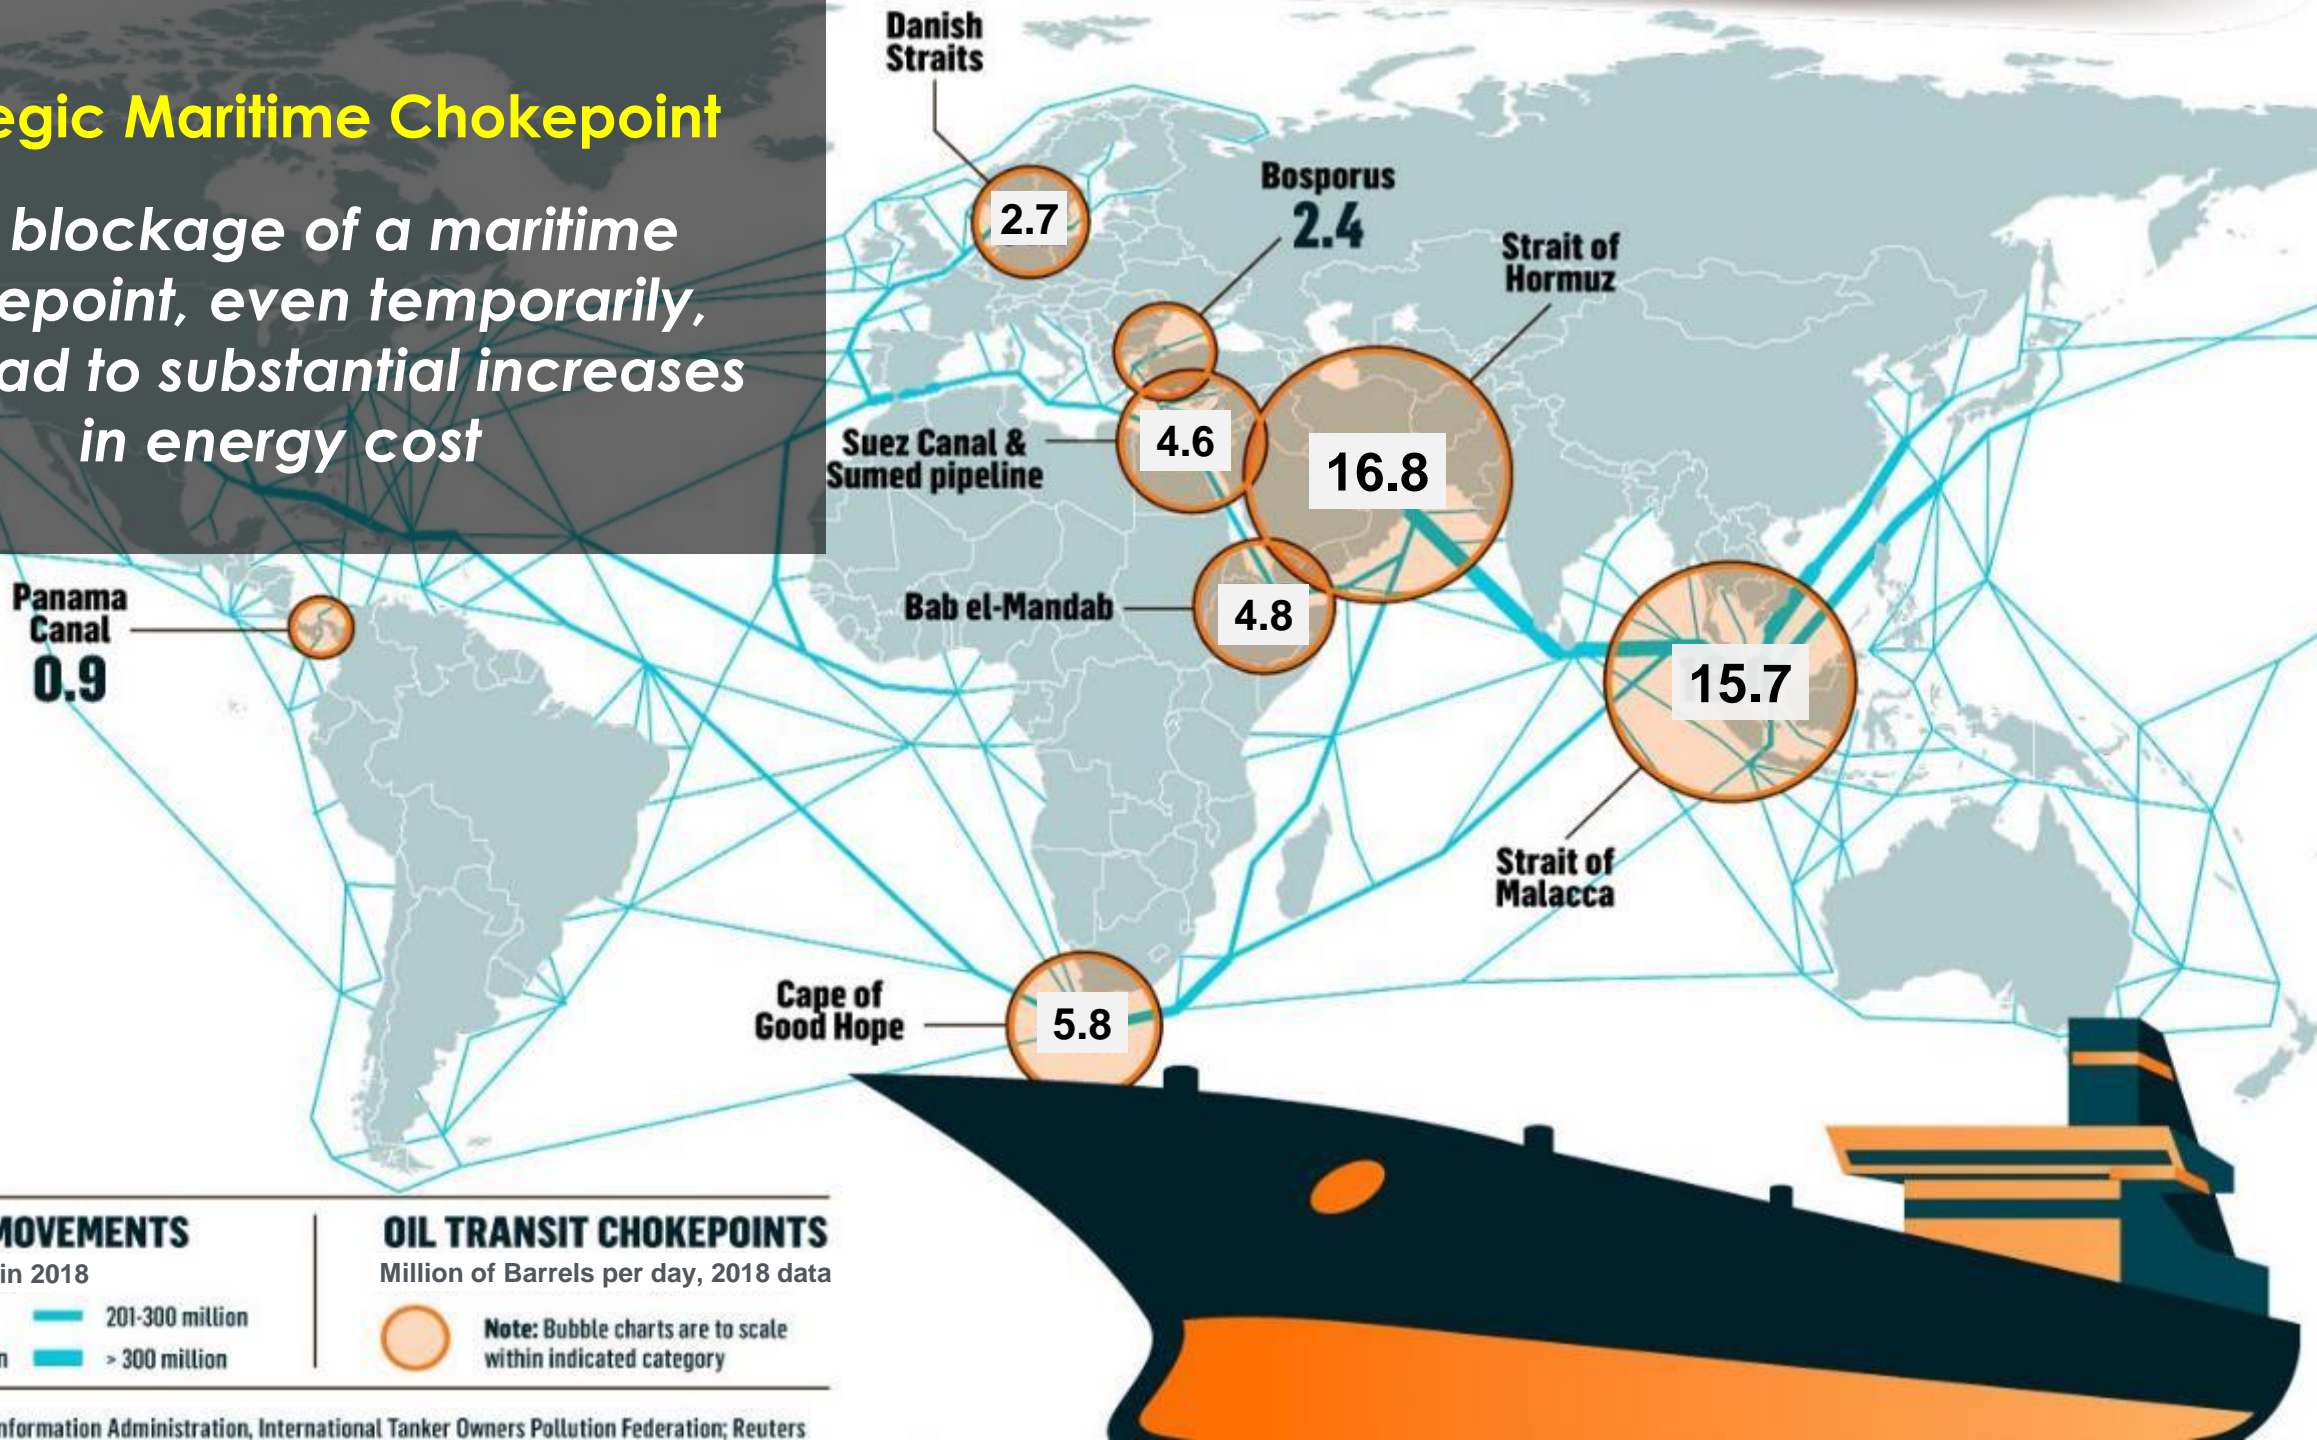 egic Maritime Chokepoint
blockage of a maritime
epoint, even temporarily,
ad to substantial increases
in energy cost
Danish
Straits
2.7
Bosporus
2.4
Strait of
Hormuz
16.8
Suez Canal &
Sumed pipeline
4.6
Bab el-Mandab
4.8
Panama
Canal
0.9
15.7
Strait of
Malacca
Cape of
Good Hope
5.8
MOVEMENTS
in 2018
201-300 million
n
> 300 million
OIL TRANSIT CHOKEPOINTS
Million of Barrels per day, 2018 data
Note: Bubble charts are to scale
within indicated category
nformation Administration, International Tanker Owners Pollution Federation; Reuters